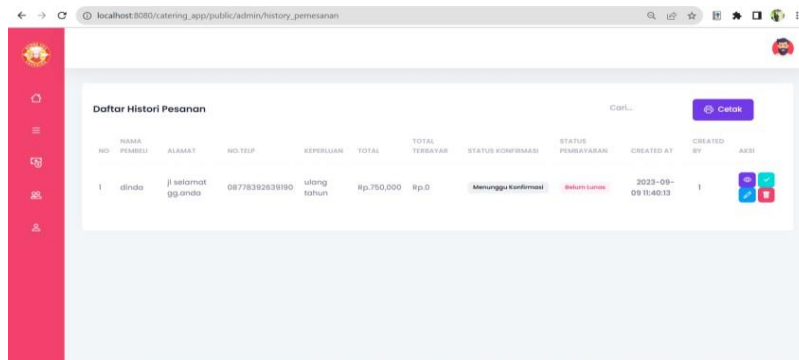 localhost:8080/catering_app/public/admin/history_pemesanan
Daftar Histori Pesanan
Cari...
Cetak
NO
NAMA PEMBELI
ALAMAT
NO.TELP
KEPERLUAN
TOTAL
TOTAL TERBAYAR
STATUS KONFIRMASI
STATUS PEMBAYARAN
CREATED AT
CREATED BY
AKSI
1
dinda
jl selamat
gg.anda
08778392639190
ulang
tahun
Rp.750,000
Rp.0
Menunggu Konfirmasi
Belum Lunas
2023-09-
09 11:40:13
1